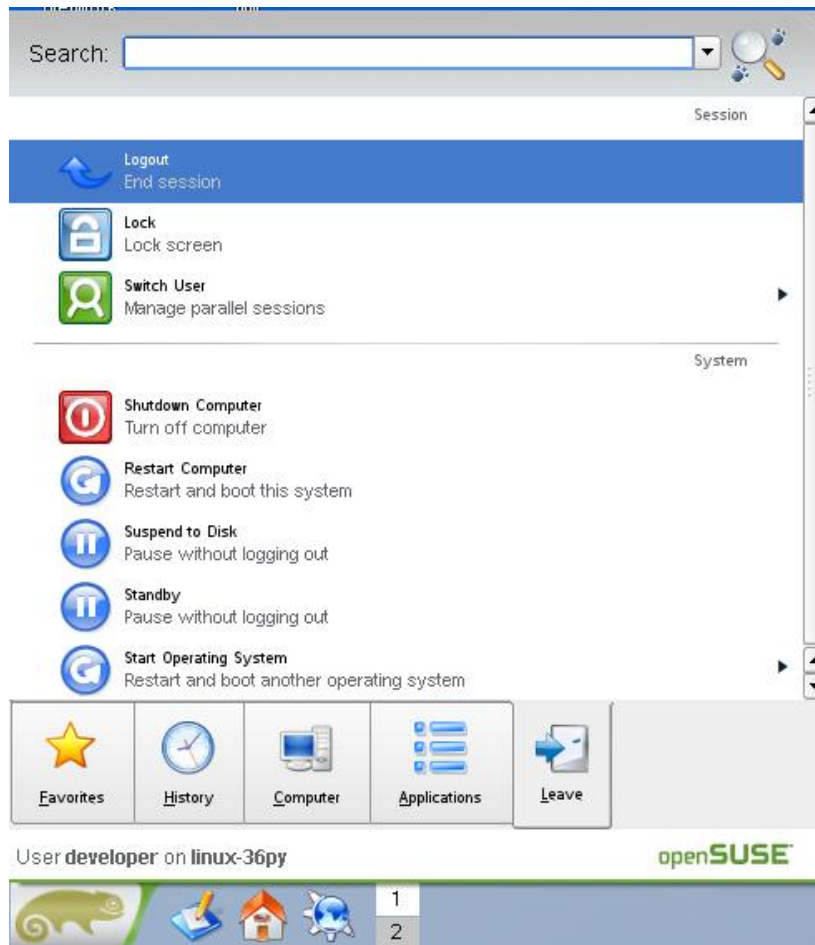 Search:
Session
Logout
End session
Lock
Lock screen
Switch User
Manage parallel sessions
System
Shutdown Computer
Turn off computer
Restart Computer
Restart and boot this system
Suspend to Disk
Pause without logging out
Standby
Pause without logging out
Start Operating System
Restart and boot another operating system
Favorites History Computer Applications Leave
User developer on linux-36py openSUSE
1
2